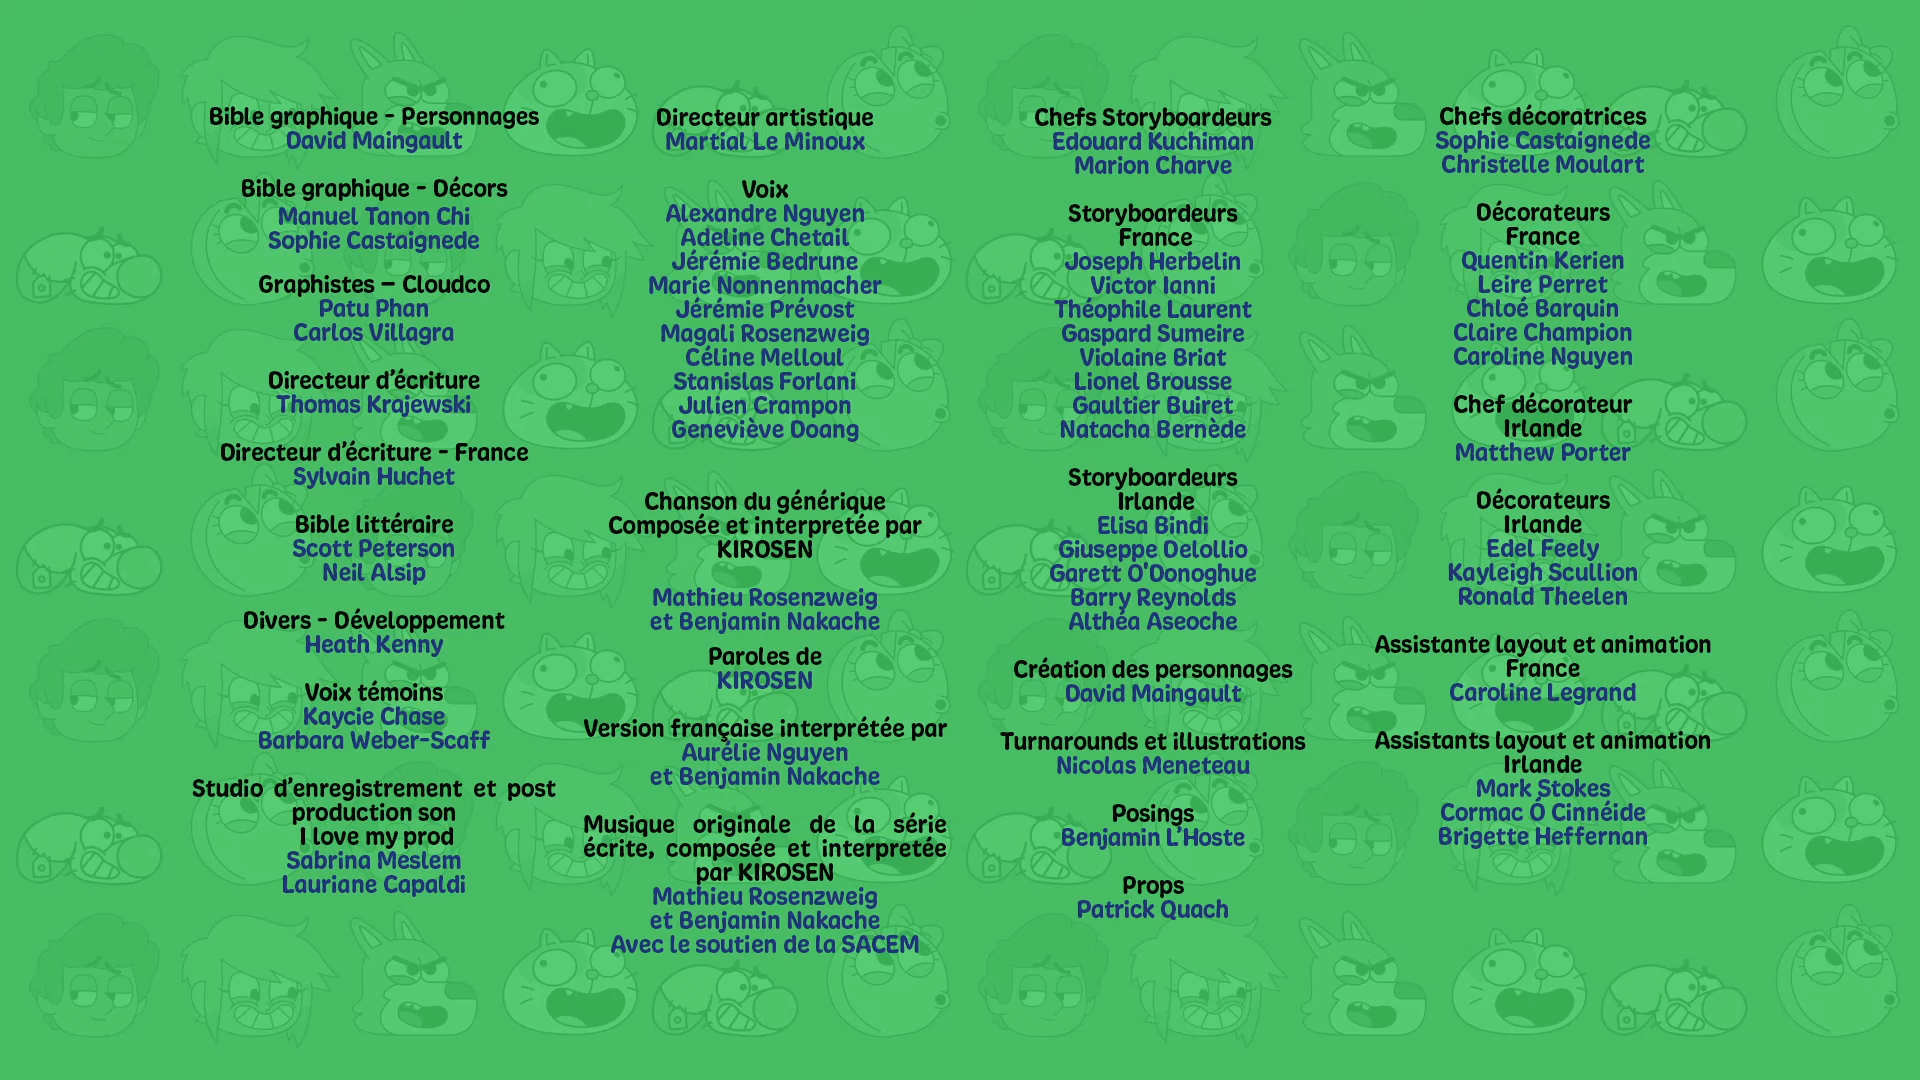 Bible graphique - Personnages
David Maingault
Bible graphique - Décors
Manuel Tanon Chi
Sophie Castaignede
Graphistes – Cloudco
Patu Phan
Carlos Villagra
Directeur d'écriture
Thomas Krajewski
Directeur d'écriture - France
Sylvain Huchet
Bible littéraire
Scott Peterson
Neil Alsip
Divers - Développement
Heath Kenny
Voix témoins
Kaycie Chase
Barbara Weber-Scaff
Studio d'enregistrement et post
production son
I love my prod
Sabrina Meslem
Lauriane Capaldi
Directeur artistique
Martial Le Minoux
Voix
Alexandre Nguyen
Adeline Chetail
Jérémie Bedrune
Marie Nonnenmacher
Jérémie Prévost
Magali Rosenzweig
Céline Melloul
Stanislas Forlani
Julien Crampon
Geneviève Doang
Chanson du générique
Composée et interpretée par
KIROSEN
Mathieu Rosenzweig
et Benjamin Nakache
Paroles de
KIROSEN
Version française interprétée par
Aurélie Nguyen
et Benjamin Nakache
Musique originale de la série
écrite, composée et interpretée
par KIROSEN
Mathieu Rosenzweig
et Benjamin Nakache
Avec le soutien de la SACEM
Chefs Storyboardeurs
Edouard Kuchiman
Marion Charve
Storyboardeurs
France
Joseph Herbelin
Victor Ianni
Théophile Laurent
Gaspard Sumeire
Violaine Briat
Lionel Brousse
Gaultier Buiret
Natacha Bernède
Storyboardeurs
Irlande
Elisa Bindi
Giuseppe Delollio
Garett O'Donoghue
Barry Reynolds
Althéa Aseoche
Création des personnages
David Maingault
Turnarounds et illustrations
Nicolas Meneteau
Posings
Benjamin L'Hoste
Props
Patrick Quach
Chefs décoratrices
Sophie Castaignede
Christelle Moulart
Décorateurs
France
Quentin Kerien
Leire Perret
Chloé Barquin
Claire Champion
Caroline Nguyen
Chef décorateur
Irlande
Matthew Porter
Décorateurs
Irlande
Edel Feely
Kayleigh Scullion
Ronald Theelen
Assistante layout et animation
France
Caroline Legrand
Assistants layout et animation
Irlande
Mark Stokes
Cormac Ó Cinnéide
Brigette Heffernan